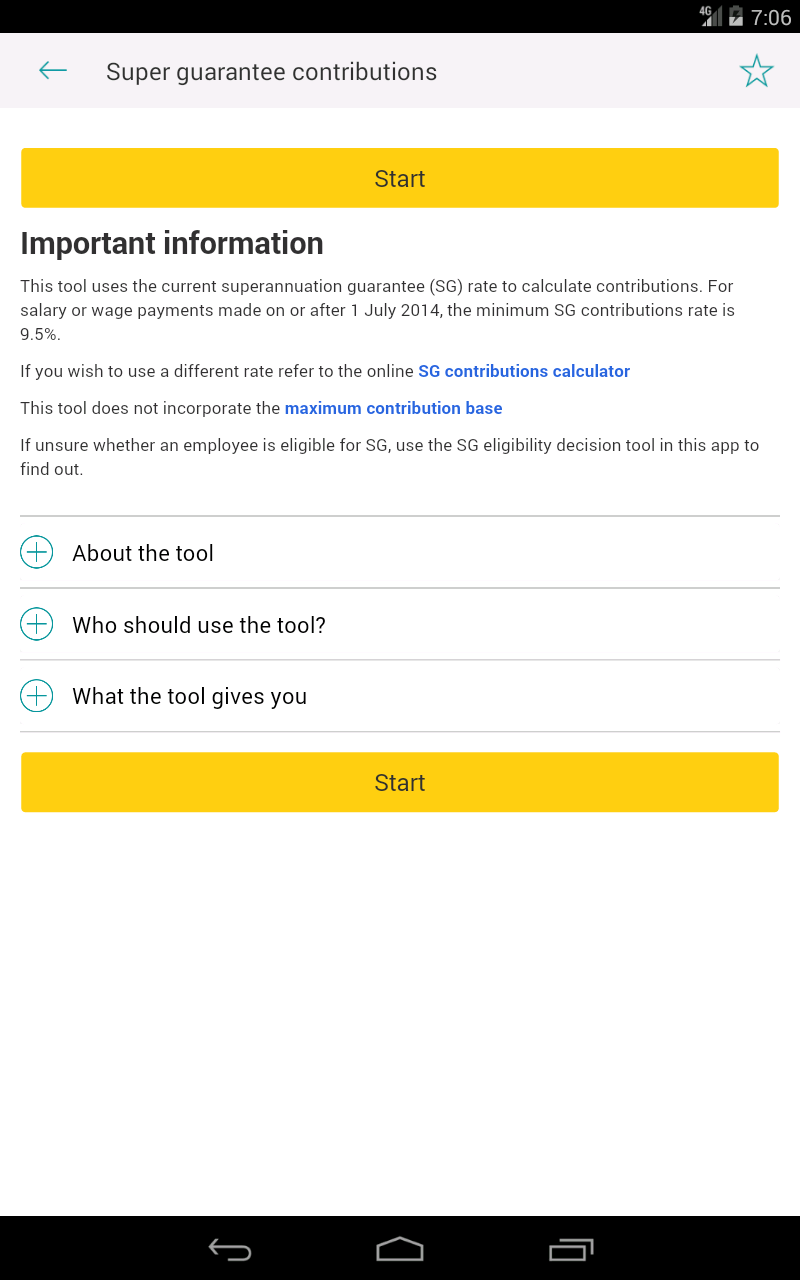 4G 7:06
Super guarantee contributions
Start
Important information
This tool uses the current superannuation guarantee (SG) rate to calculate contributions. For
salary or wage payments made on or after 1 July 2014, the minimum SG contributions rate is
9.5%.
If you wish to use a different rate refer to the online SG contributions calculator
This tool does not incorporate the maximum contribution base
If unsure whether an employee is eligible for SG, use the SG eligibility decision tool in this app to
find out.
About the tool
Who should use the tool?
What the tool gives you
Start